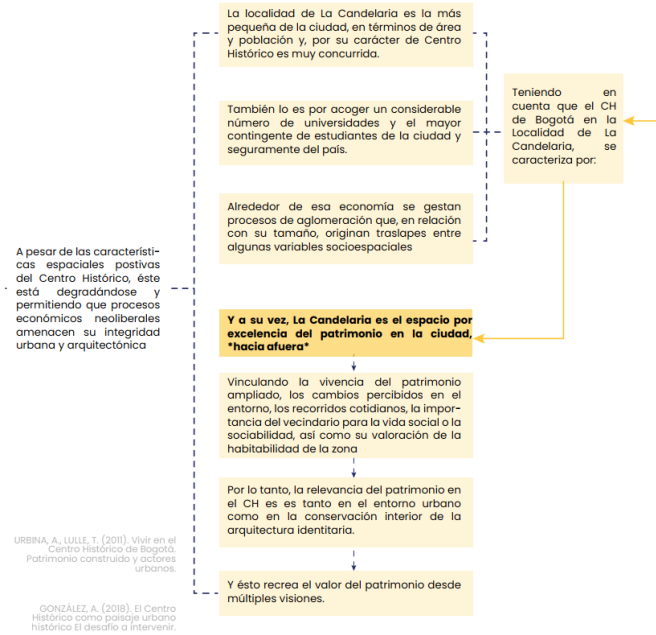 La localidad de La Candelaria es la más
pequeña de la ciudad, en términos de área
y población y, por su carácter de Centro
Histórico es muy concurrida.
También lo es por acoger un considerable
número de universidades y el mayor
contingente de estudiantes de la ciudad y
seguramente del país.
Alrededor de esa economía se gestan
procesos de aglomeración que, en relación
con su tamaño, originan traslapes entre
algunas variables socioespaciales
Teniendo en
cuenta que el CH
de Bogotá en la
Localidad de La
Candelaria, se
caracteriza por:
A pesar de las característi-
cas espaciales postivas
del Centro Histórico, éste
está degradándose y
permitiendo que procesos
económicos neoliberales
amenacen su integridad
urbana y arquitectónica
Y a su vez, La Candelaria es el espacio por
excelencia del patrimonio en la ciudad,
*hacia afuera*
Vinculando la vivencia del patrimonio
ampliado, los cambios percibidos en el
entorno, los recorridos cotidianos, la impor-
tancia del vecindario para la vida social o la
sociabilidad, así como su valoración de la
habitabilidad de la zona
Por lo tanto, la relevancia del patrimonio en
el CH es es tanto en el entorno urbano
como en la conservación interior de la
arquitectura identitaria.
Y ésto recrea el valor del patrimonio desde
múltiples visiones.
URBINA, A., LULLE, T. (2011). Vivir en el
Centro Histórico de Bogotá.
Patrimonio construido y actores
urbanos.
GONZÁLEZ, A. (2018). El Centro
Histórico como paisaje urbano
histórico El desafío a intervenir.